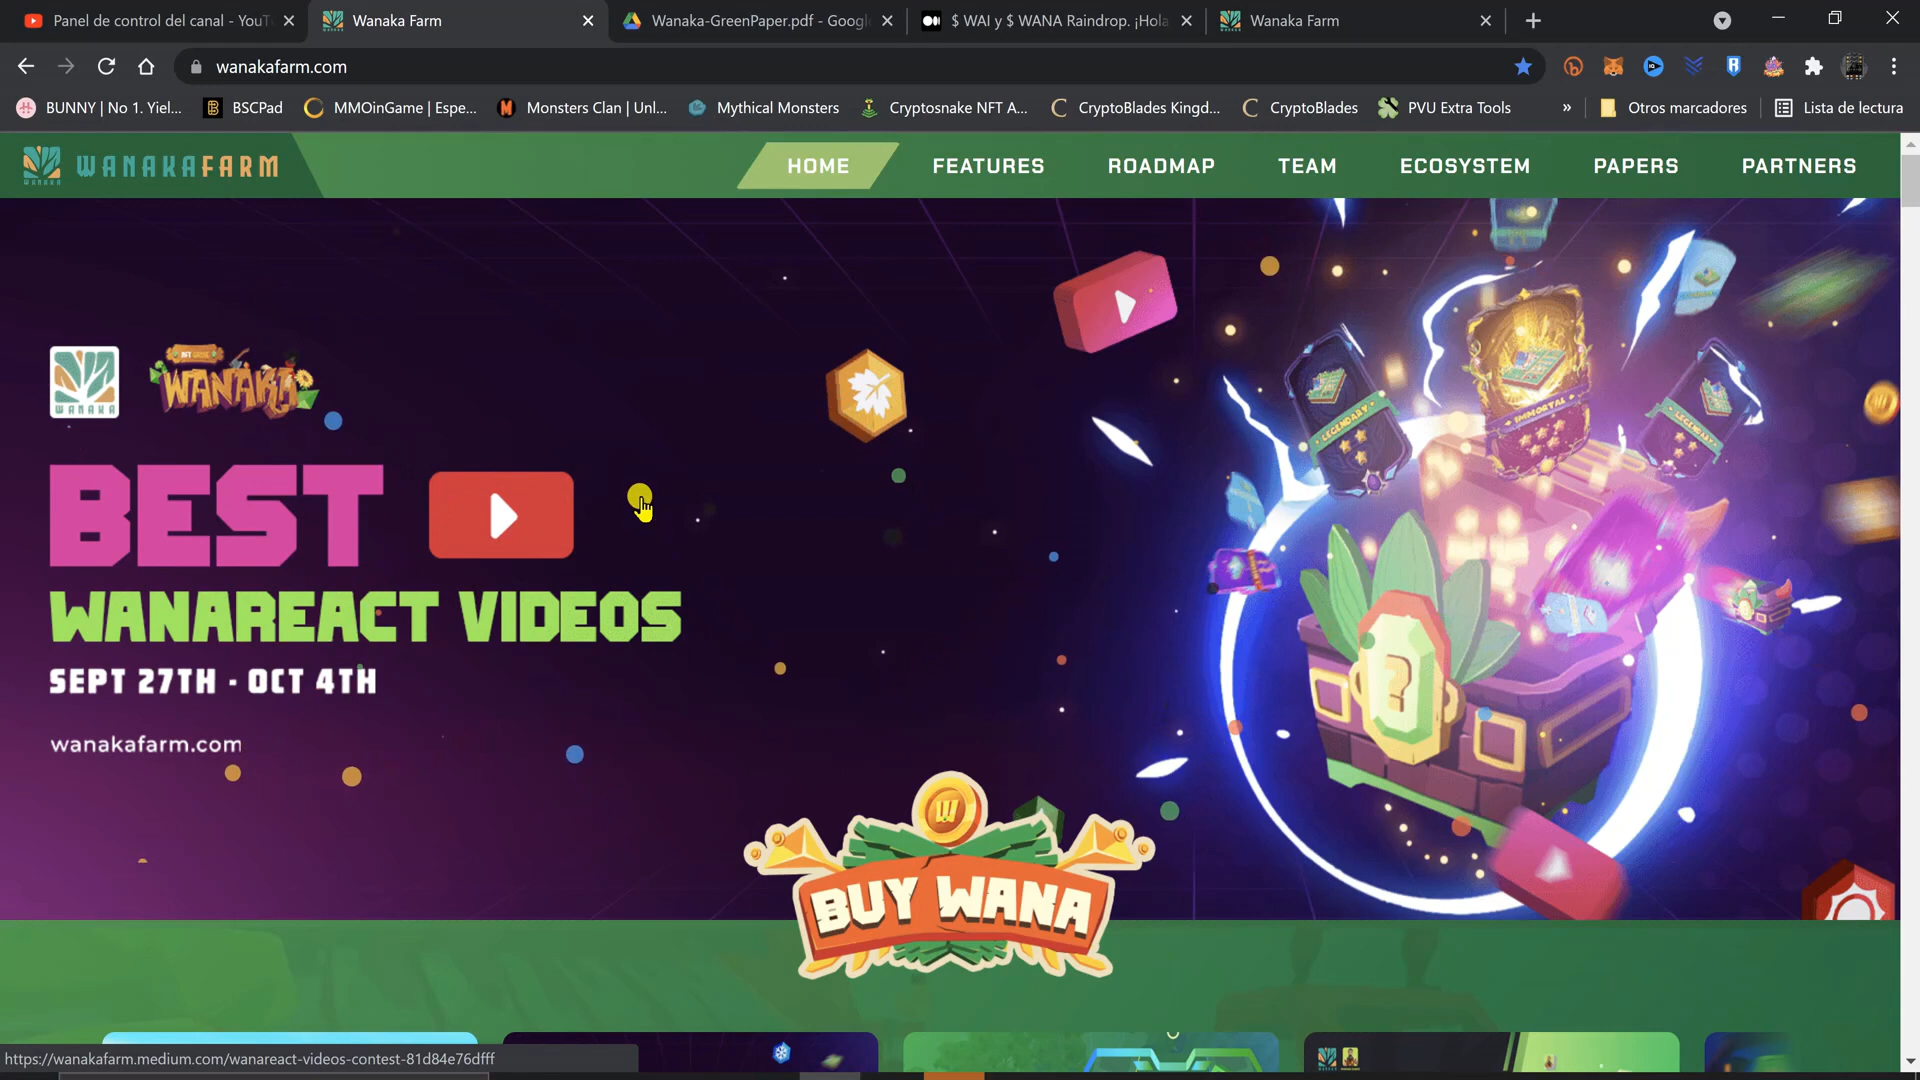 Panel de control del canal - YouT
Wanaka Farm
Wanaka-GreenPaper.pdf - Googl
$ WAI y $ WANA Raindrop. ¡Hola
Wanaka Farm
wanakafarm.com
BUNNY | No 1. Yiel...
BSCPad
MMOinGame | Espe...
Monsters Clan | Unl...
Mythical Monsters
Cryptosnake NFT A...
CryptoBlades Kingd...
CryptoBlades
PVU Extra Tools
»
Otros marcadores
Lista de lectura
WANAKAFARM
HOME
FEATURES
ROADMAP
TEAM
ECOSYSTEM
PAPERS
PARTNERS
WANAKA
WANAKA
BEST
WANAREACT VIDEOS
SEPT 27TH - OCT 4TH
wanakafarm.com
LEGENDARY
IMMORTAL
LEGENDARY
?
W
BUY WANA
https://wanakafarm.medium.com/wanareact-videos-contest-81d84e76dfff